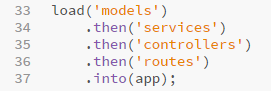 33 load('models')
34     .then('services')
35     .then('controllers')
36     .then('routes')
37     .into(app);